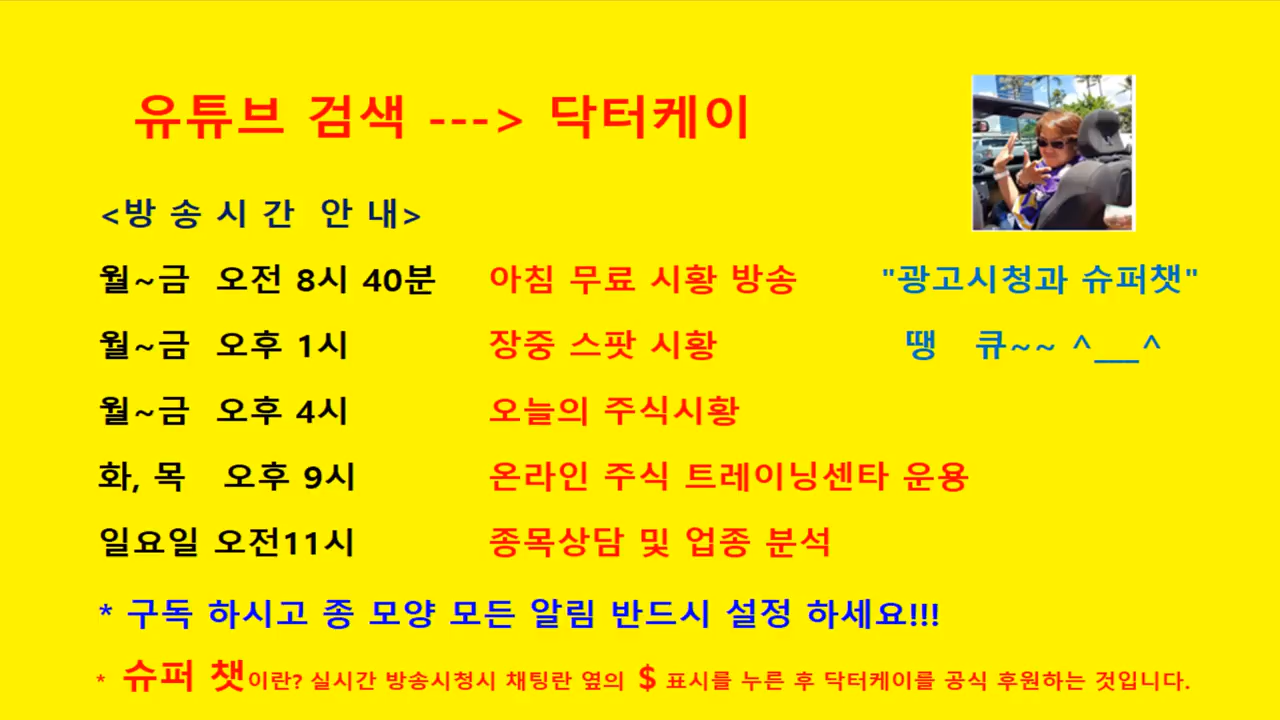 유튜브 검색 ---> 닥터케이
<방 송 시 간 안 내>
월~금 오전 8시 40분 아침 무료 시황 방송 "광고시청과 슈퍼챗"
월~금 오후 1시 장중 스팟 시황 땡 큐~~ ^___^
월~금 오후 4시 오늘의 주식시황
화, 목 오후 9시 온라인 주식 트레이닝센타 운용
일요일 오전11시 종목상담 및 업종 분석
* 구독 하시고 종 모양 모든 알림 반드시 설정 하세요!!!
* 슈퍼 챗이란? 실시간 방송시청시 채팅란 옆의 $ 표시를 누른 후 닥터케이를 공식 후원하는 것입니다.